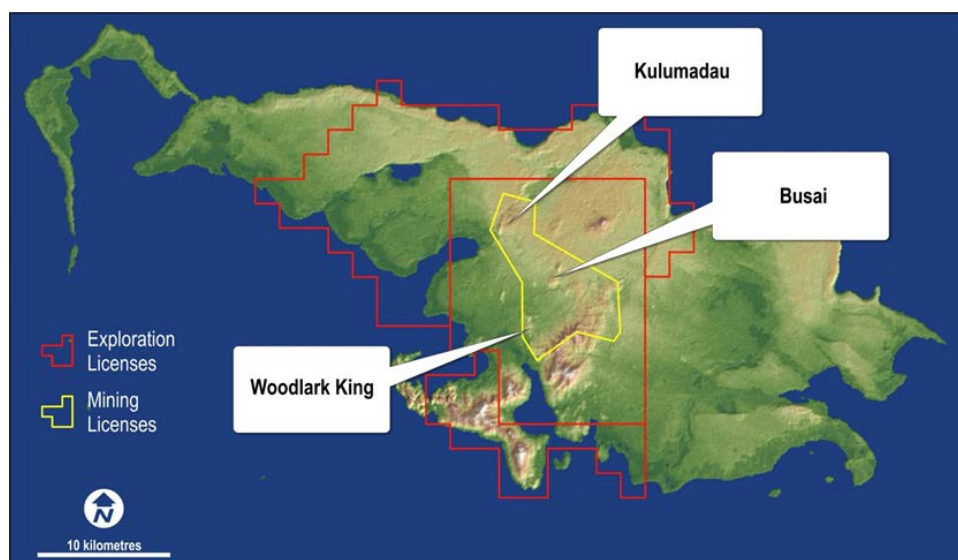 Kulumadau
Busai
Woodlark King
Exploration
Licenses
Mining
Licenses
N
10 kilometres